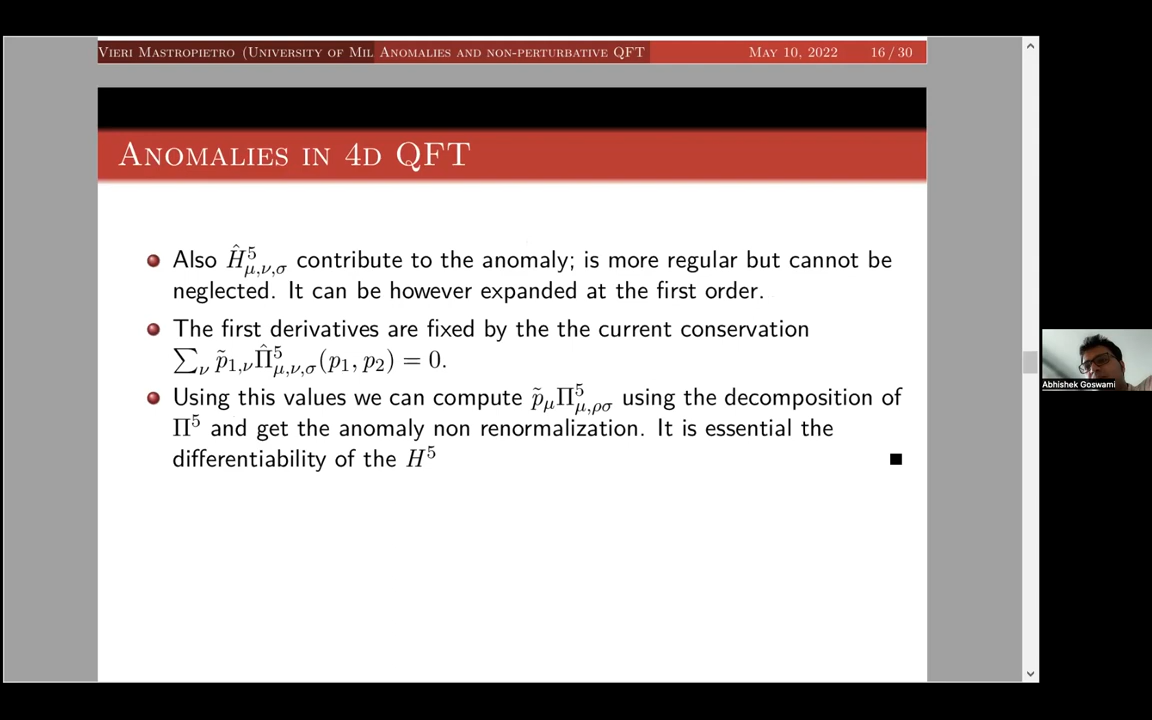 VIERI MASTROPIETRO (UNIVERSITY OF MIL ANOMALIES AND NON-PERTURBATIVE QFT MAY 10, 2022 16 / 30
ANOMALIES IN 4D QFT
Also Ĥ⁵_{μ,ν,σ} contribute to the anomaly; is more regular but cannot be
neglected. It can be however expanded at the first order.
The first derivatives are fixed by the the current conservation
∑_ν p̃_{1,ν} Π̂⁵_{μ,ν,σ}(p₁, p₂) = 0.
Using this values we can compute p̃_μ Π⁵_{μ,ρσ} using the decomposition of
Π⁵ and get the anomaly non renormalization. It is essential the
differentiability of the H⁵ ■
Abhishek Goswami